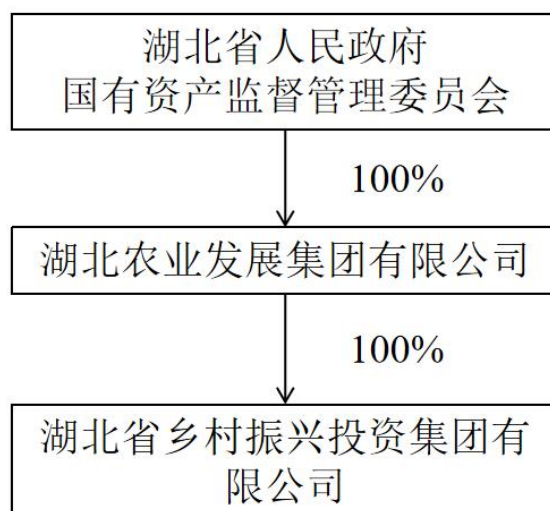 湖北省人民政府
国有资产监督管理委员会
100%
湖北农业发展集团有限公司
100%
湖北省乡村振兴投资集团有
限公司